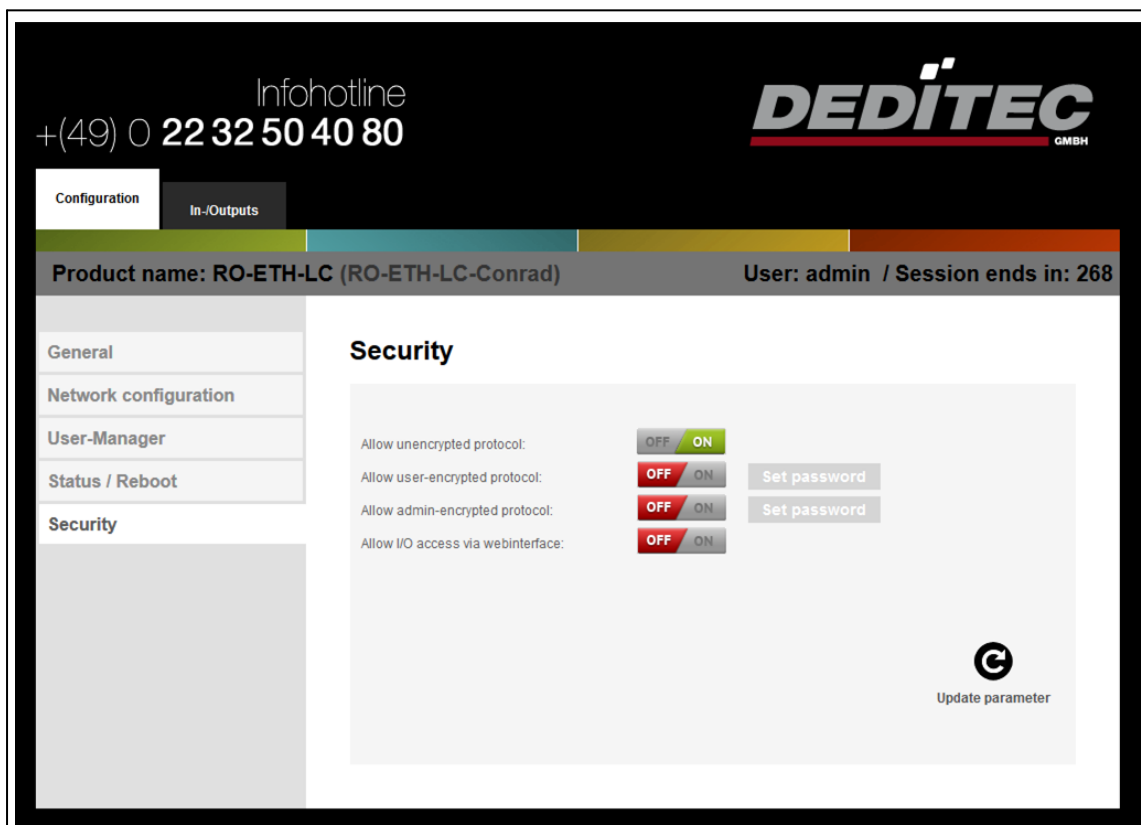 Infohotline
+(49) 0 22 32 50 40 80
DEDITEC
GMBH
Configuration
In-/Outputs
Product name: RO-ETH-LC (RO-ETH-LC-Conrad) User: admin / Session ends in: 268
General
Network configuration
User-Manager
Status / Reboot
Security
Security
Allow unencrypted protocol: OFF ON
Allow user-encrypted protocol: OFF ON Set password
Allow admin-encrypted protocol: OFF ON Set password
Allow I/O access via webinterface: OFF ON
Update parameter